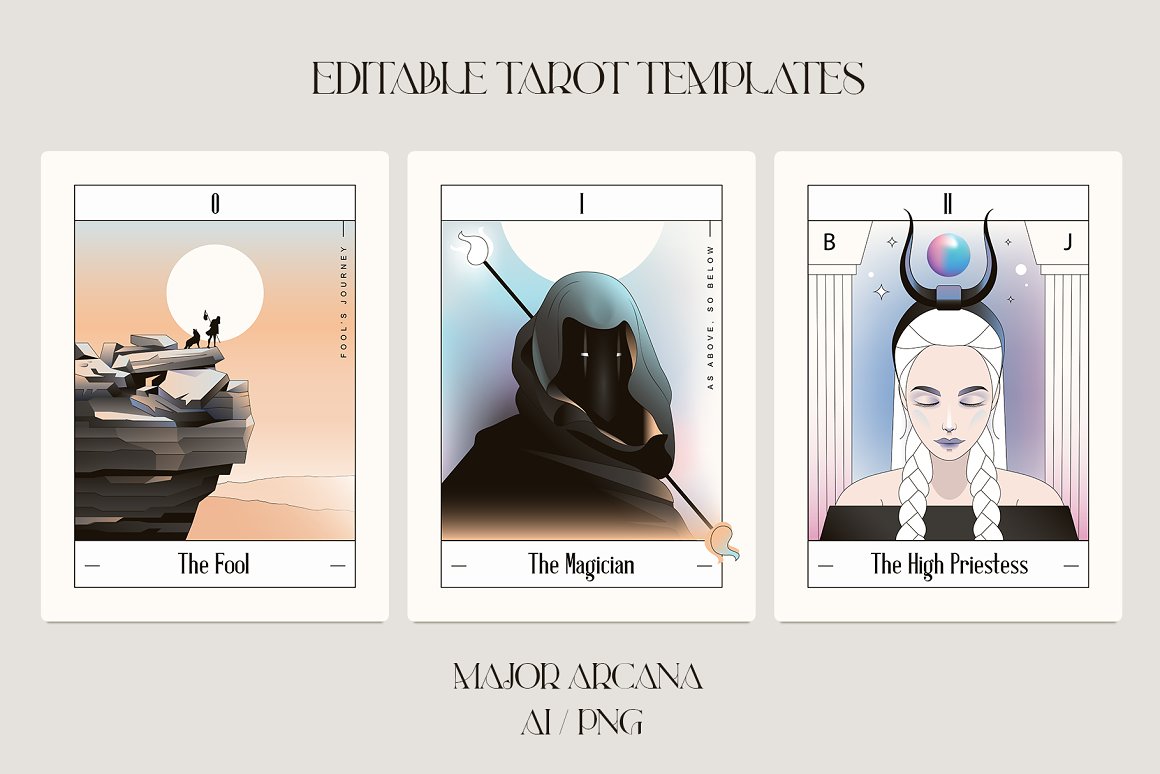 EDITABLE TAROT TEMPLATES
0
FOOL'S JOURNEY
The Fool
I
AS ABOVE, SO BELOW
The Magician
II
B
J
The High Priestess
MAJOR ARCANA
AI / PNG